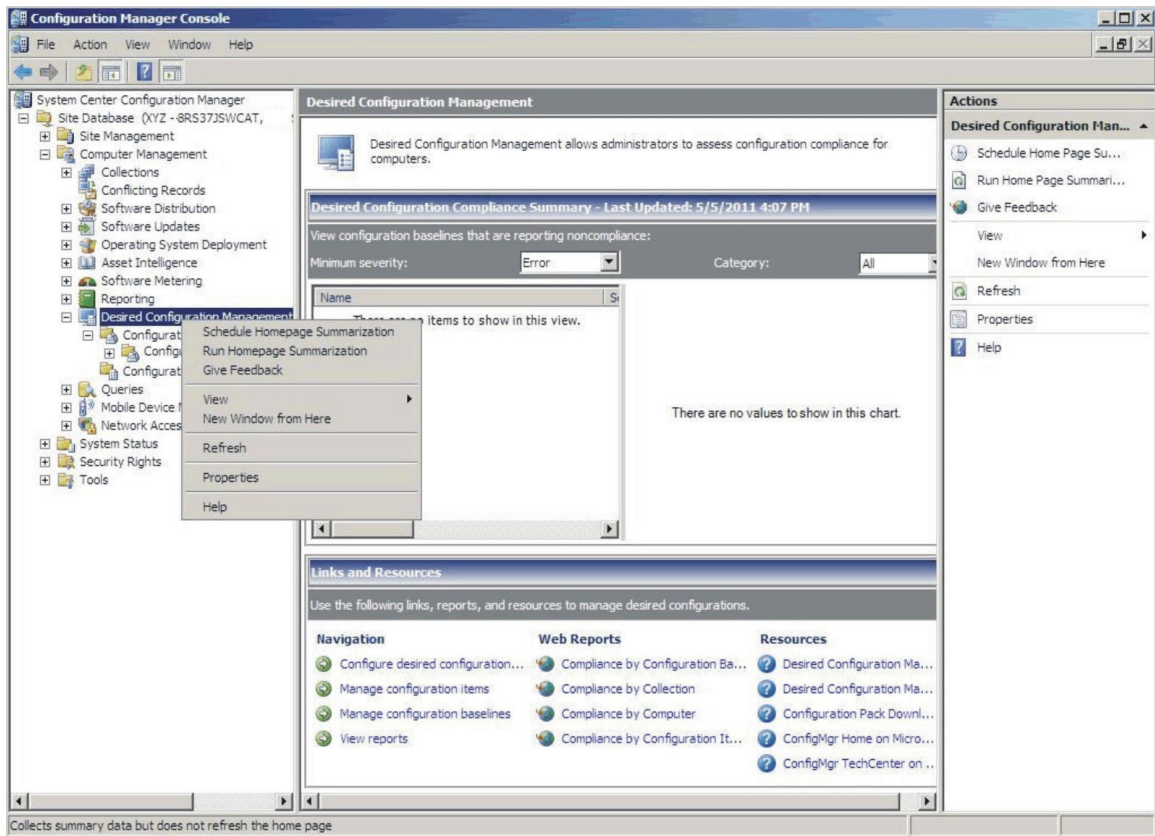 Configuration Manager Console
File Action View Window Help
System Center Configuration Manager
Site Database (XYZ -8RS37JSWCAT,
Site Management
Computer Management
Collections
Conflicting Records
Software Distribution
Software Updates
Operating System Deployment
Asset Intelligence
Software Metering
Reporting
Desired Configuration Management
Configurat
Config
Configurat
Queries
Mobile Device
Network Acces
System Status
Security Rights
Tools
Schedule Homepage Summarization
Run Homepage Summarization
Give Feedback
View
New Window from Here
Refresh
Properties
Help
Desired Configuration Management
Desired Configuration Management allows administrators to assess configuration compliance for
computers.
Desired Configuration Compliance Summary - Last Updated: 5/5/2011 4:07 PM
View configuration baselines that are reporting noncompliance:
Minimum severity: Error Category: All
Name
There are no items to show in this view.
There are no values to show in this chart.
Links and Resources
Use the following links, reports, and resources to manage desired configurations.
Navigation
Configure desired configuration...
Manage configuration items
Manage configuration baselines
View reports
Web Reports
Compliance by Configuration Ba...
Compliance by Collection
Compliance by Computer
Compliance by Configuration It...
Resources
Desired Configuration Ma...
Desired Configuration Ma...
Configuration Pack Downl...
ConfigMgr Home on Micro...
ConfigMgr TechCenter on ..
Actions
Desired Configuration Man...
Schedule Home Page Su...
Run Home Page Summari...
Give Feedback
View
New Window from Here
Refresh
Properties
Help
Collects summary data but does not refresh the home page